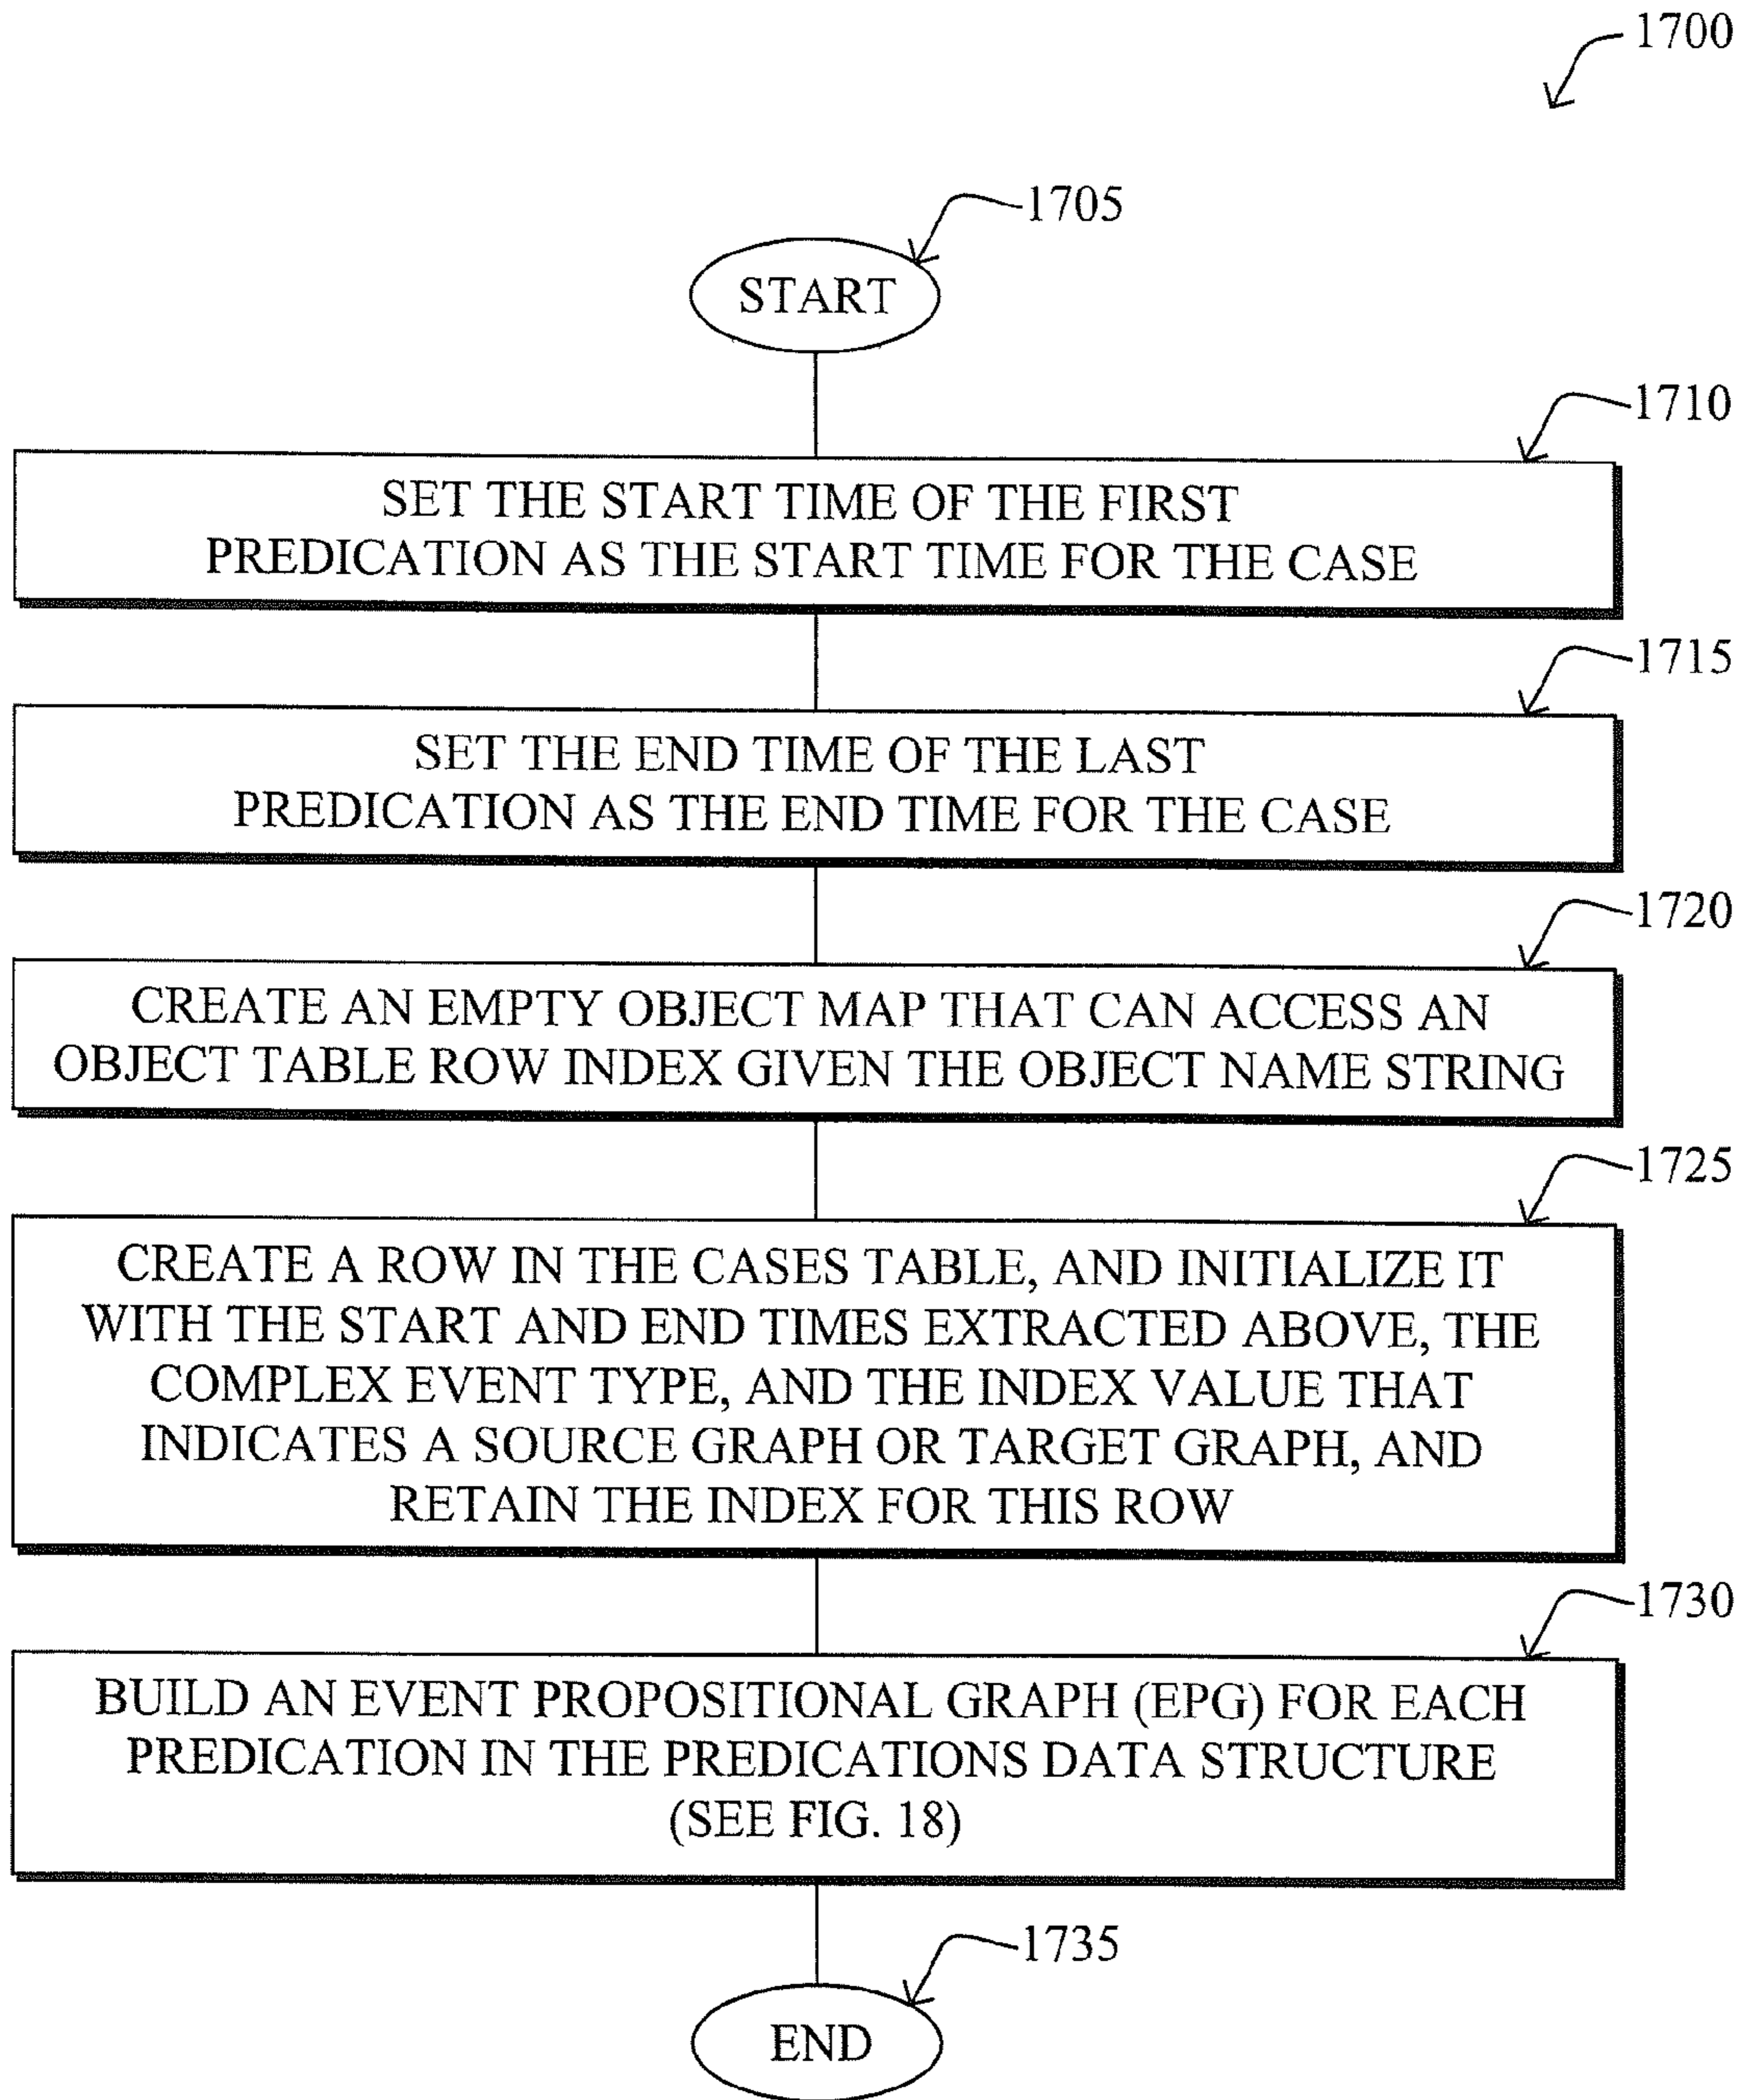 1700
1705
START
1710
SET THE START TIME OF THE FIRST
PREDICATION AS THE START TIME FOR THE CASE
1715
SET THE END TIME OF THE LAST
PREDICATION AS THE END TIME FOR THE CASE
1720
CREATE AN EMPTY OBJECT MAP THAT CAN ACCESS AN
OBJECT TABLE ROW INDEX GIVEN THE OBJECT NAME STRING
1725
CREATE A ROW IN THE CASES TABLE, AND INITIALIZE IT
WITH THE START AND END TIMES EXTRACTED ABOVE, THE
COMPLEX EVENT TYPE, AND THE INDEX VALUE THAT
INDICATES A SOURCE GRAPH OR TARGET GRAPH, AND
RETAIN THE INDEX FOR THIS ROW
1730
BUILD AN EVENT PROPOSITIONAL GRAPH (EPG) FOR EACH
PREDICATION IN THE PREDICATIONS DATA STRUCTURE
(SEE FIG. 18)
1735
END